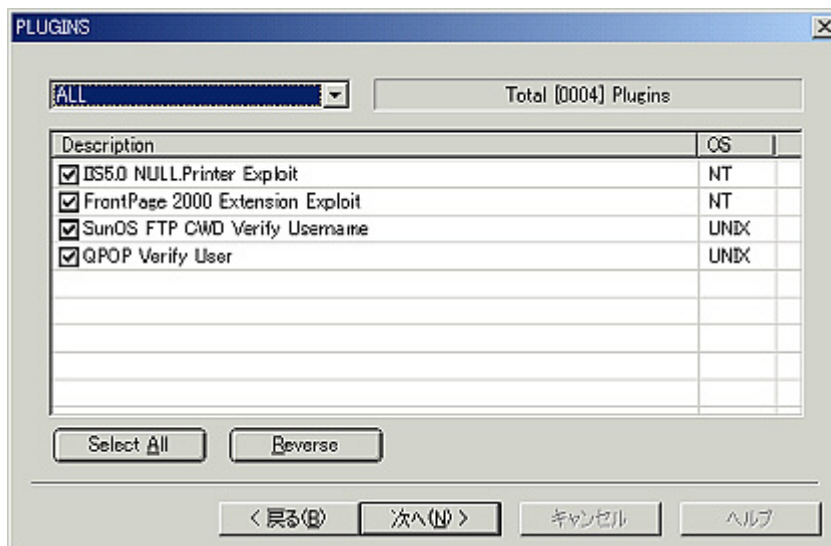 PLUGINS
ALL
Total [0004] Plugins
Description OS
IIS5.0 NULL.Printer Exploit NT
FrontPage 2000 Extension Exploit NT
SunOS FTP CWD Verify Username UNIX
QPOP Verify User UNIX
Select All Reverse
< 戻る(B) 次へ(N) > キャンセル ヘルプ